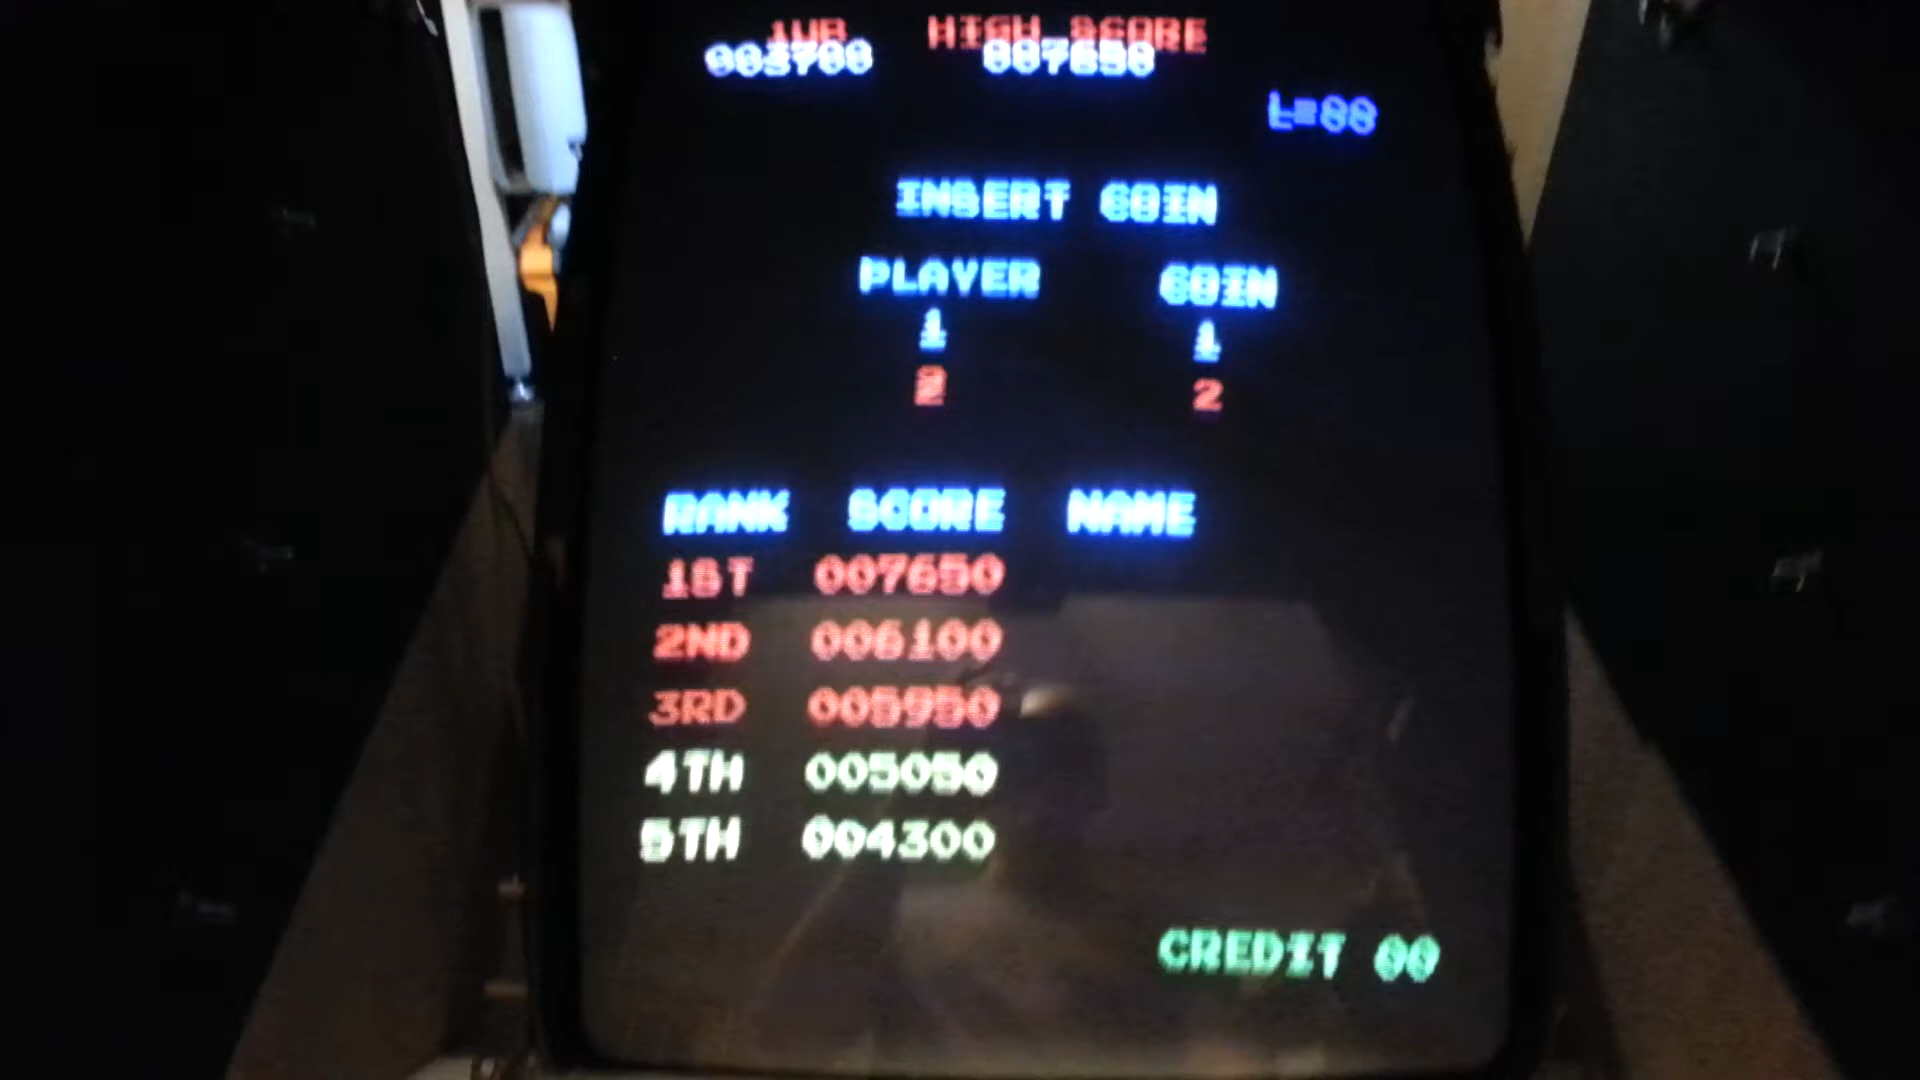 1UP HIGH SCORE
003700 007650
L=00
INSERT COIN
PLAYER COIN
1 1
2 2
RANK SCORE NAME
1ST 007650
2ND 006100
3RD 005950
4TH 005050
5TH 004300
CREDIT 00